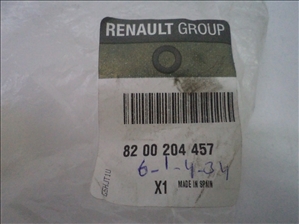 RENAULT GROUP
82 00 204 457
6-1-4-34
X1 MADE IN SPAIN